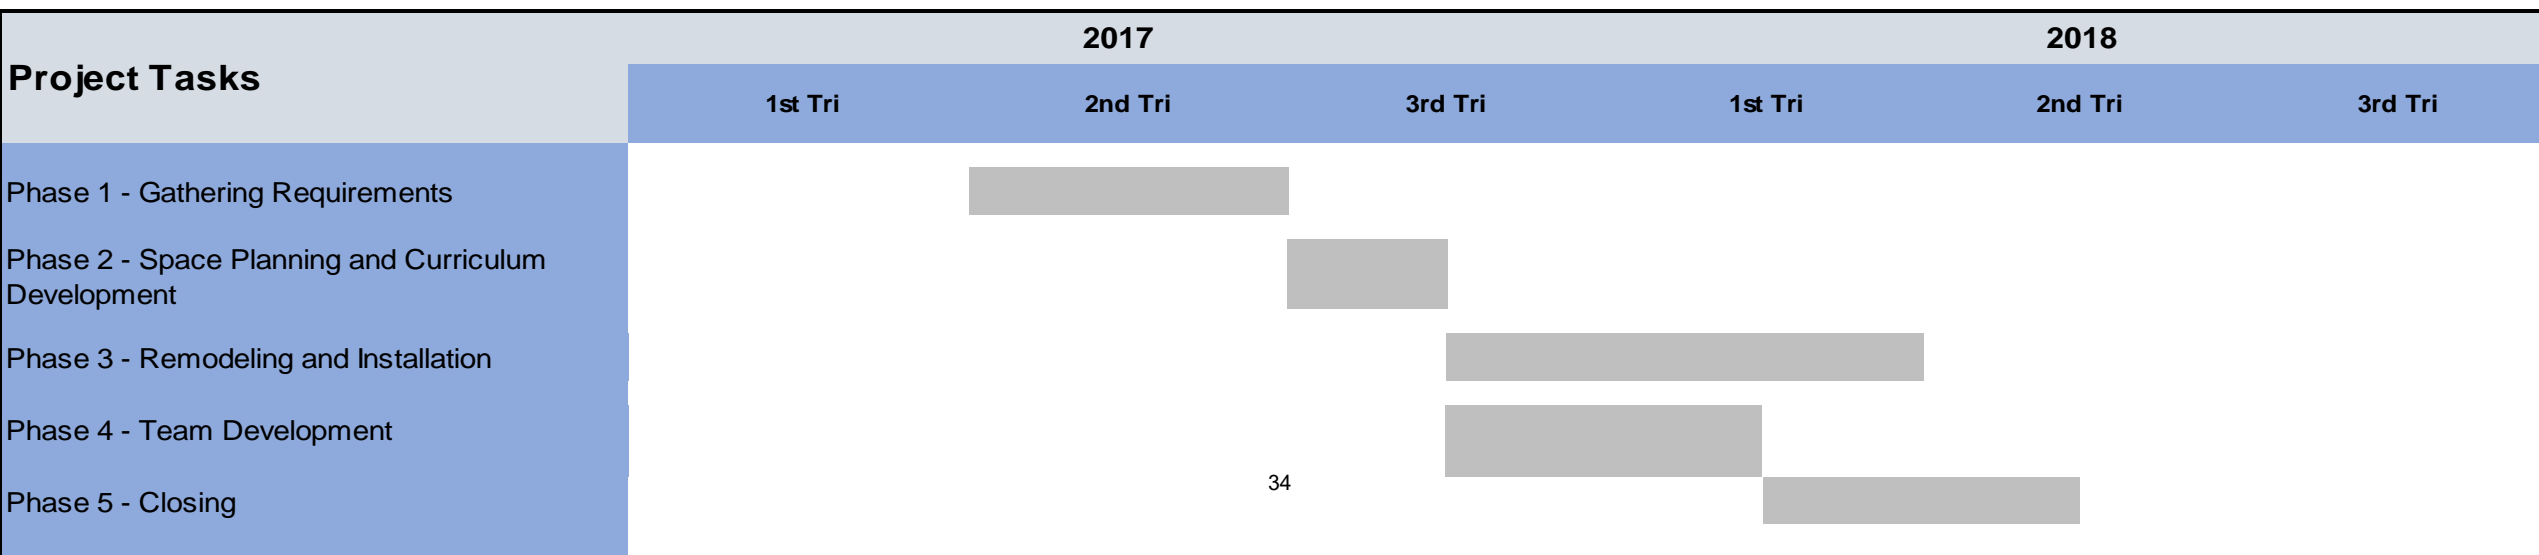 2017 2018
Project Tasks
1st Tri 2nd Tri 3rd Tri 1st Tri 2nd Tri 3rd Tri
Phase 1 - Gathering Requirements
Phase 2 - Space Planning and Curriculum
Development
Phase 3 - Remodeling and Installation
Phase 4 - Team Development
34
Phase 5 - Closing